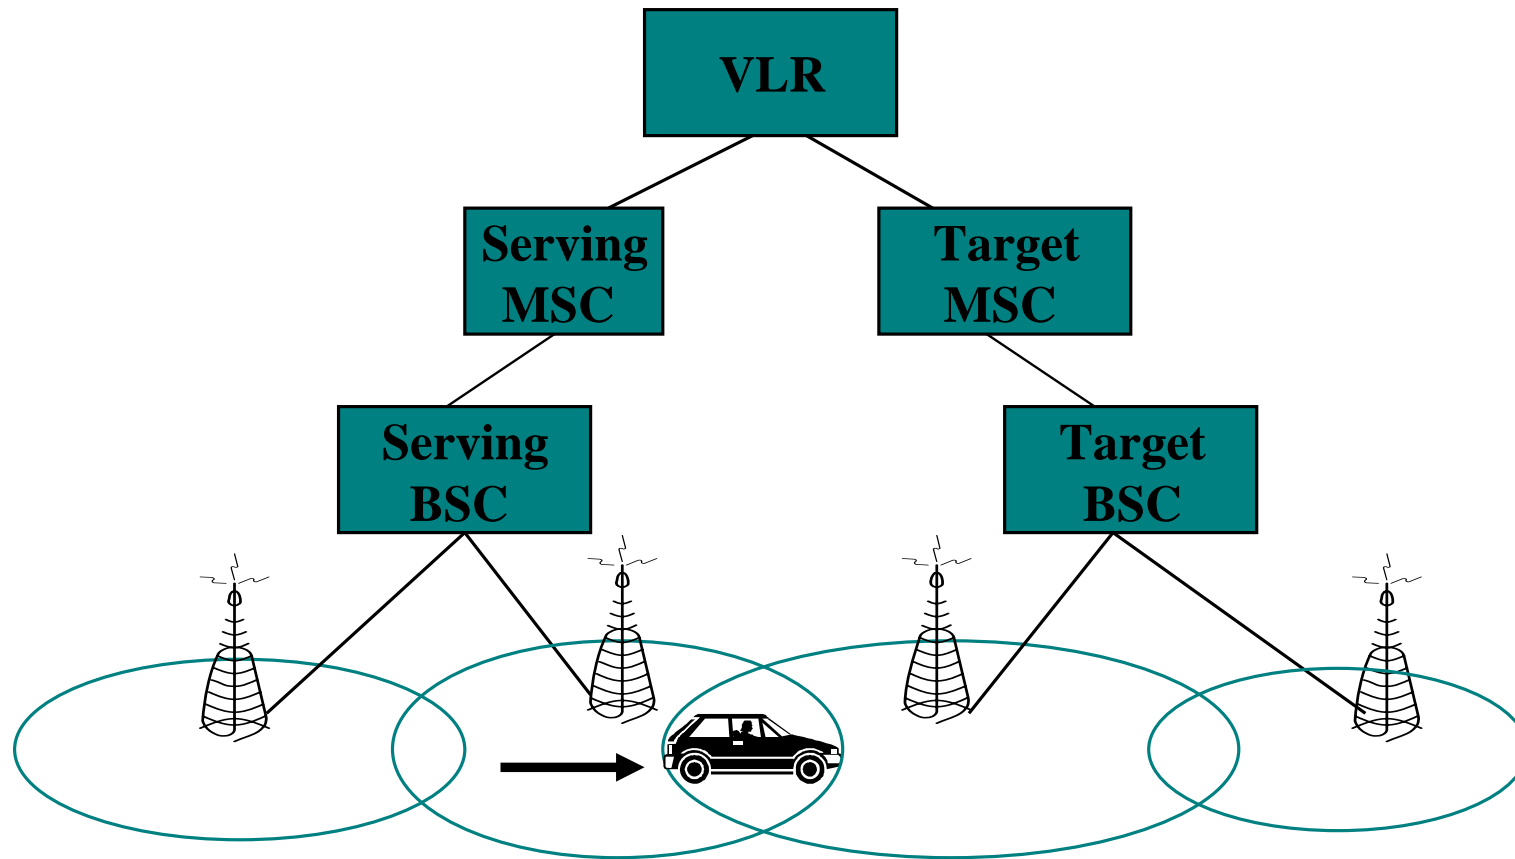 VLR
Serving
MSC
Target
MSC
Serving
BSC
Target
BSC